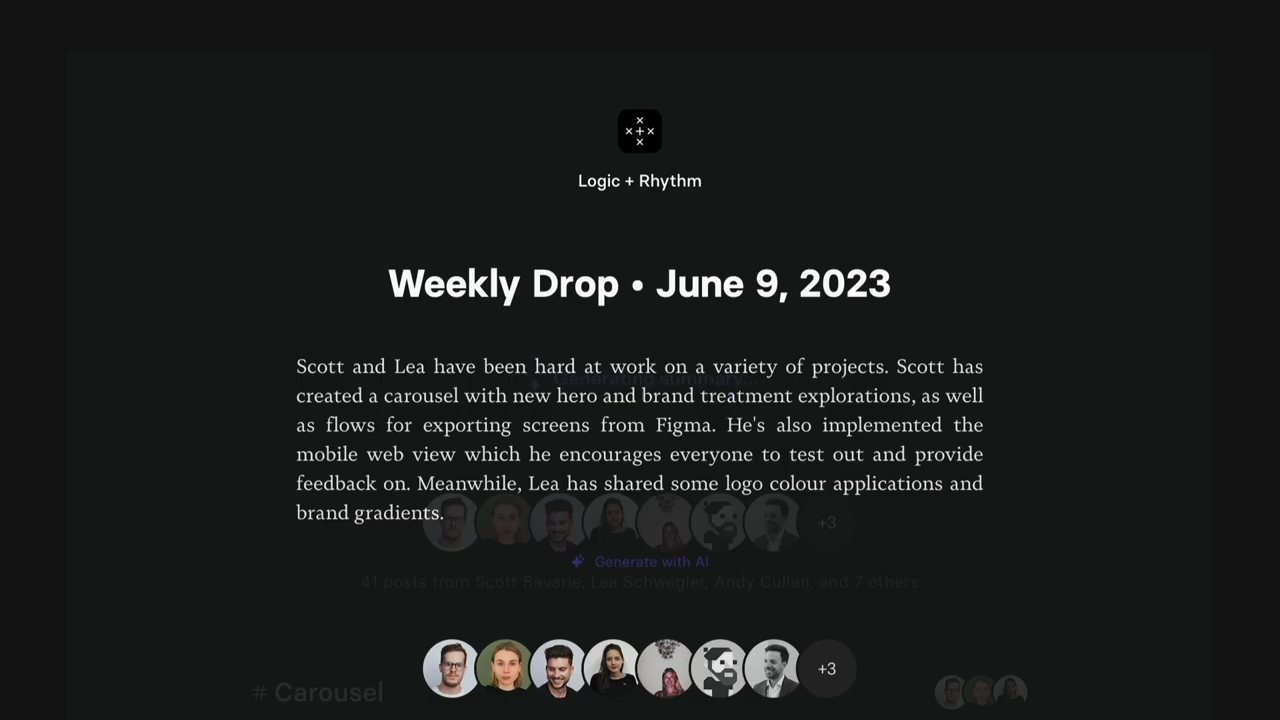 Logic + Rhythm
Weekly Drop • June 9, 2023
Scott and Lea have been hard at work on a variety of projects. Scott has
Generating summary...
created a carousel with new hero and brand treatment explorations, as well
as flows for exporting screens from Figma. He's also implemented the
mobile web view which he encourages everyone to test out and provide
feedback on. Meanwhile, Lea has shared some logo colour applications and
brand gradients.
+3
Generate with AI
41 posts from Scott Savarie, Lea Schwegler, Andy Cullen, and 7 others
+3
# Carousel